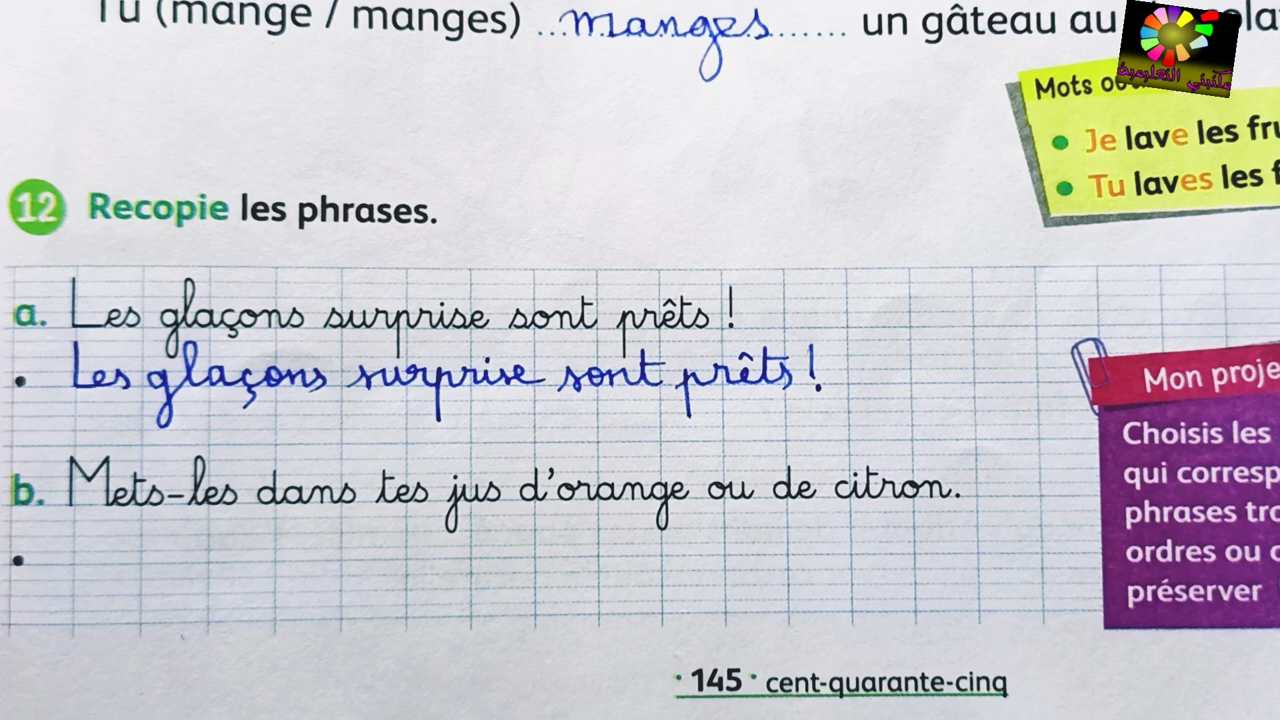 Tu (mange / manges) ...manges...... un gâteau au
مكتبتي التعليمية
Mots
• Je lave les fru
• Tu laves les f
12 Recopie les phrases.
a. Les glaçons surprise sont prêts !
• Les glaçons surprise sont prêts !
b. Mets-les dans tes jus d'orange ou de citron.
•
Mon proje
Choisis les
qui corresp
phrases tro
ordres ou
préserver
· 145 · cent-quarante-cinq